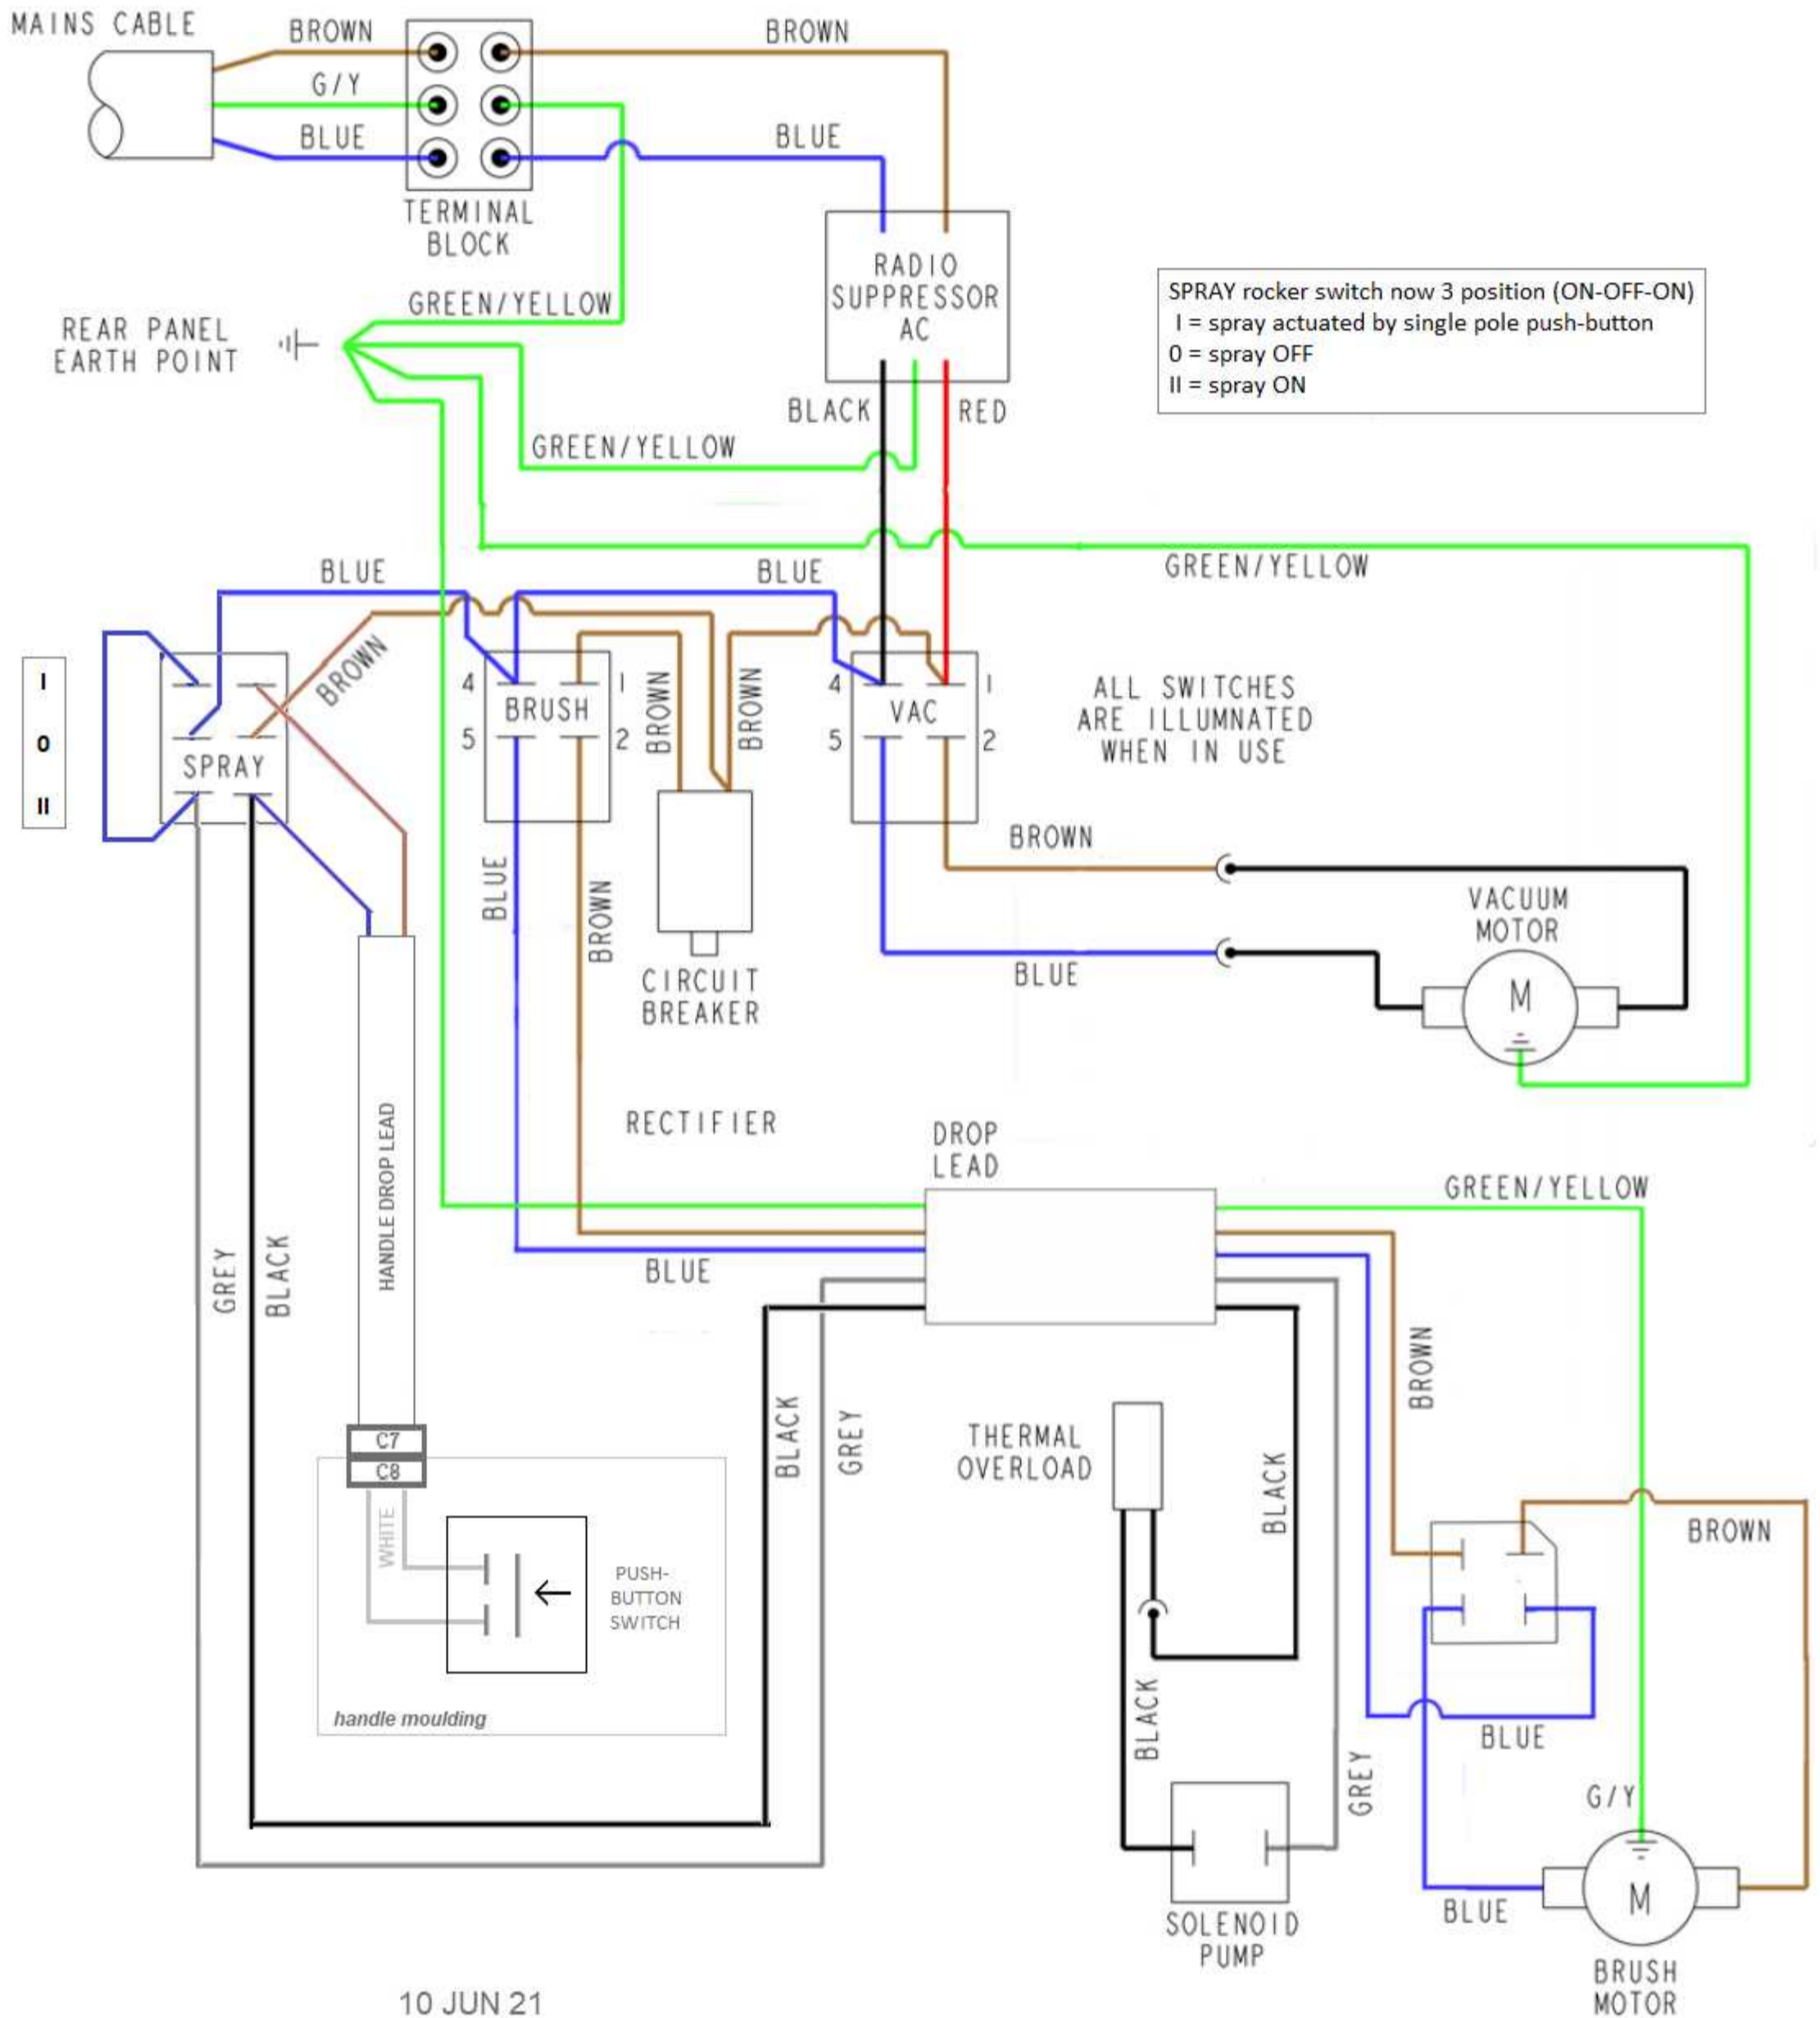 MAINS CABLE
BROWN
BROWN
G/Y
BLUE
BLUE
TERMINAL
BLOCK
RADIO
SUPPRESSOR
AC
SPRAY rocker switch now 3 position (ON-OFF-ON)
I = spray actuated by single pole push-button
0 = spray OFF
II = spray ON
GREEN/YELLOW
REAR PANEL
EARTH POINT
BLACK
RED
GREEN/YELLOW
GREEN/YELLOW
BLUE
BLUE
BROWN
I
0
II
SPRAY
4
1
BRUSH
5
2
BROWN
BROWN
4
1
VAC
5
2
ALL SWITCHES
ARE ILLUMNATED
WHEN IN USE
BROWN
BLUE
BROWN
VACUUM
MOTOR
M
BLUE
CIRCUIT
BREAKER
RECTIFIER
DROP
LEAD
GREEN/YELLOW
HANDLE DROP LEAD
GREY
BLACK
BLUE
BROWN
BLACK
GREY
THERMAL
OVERLOAD
BLACK
C7
C8
WHITE
PUSH-
BUTTON
SWITCH
handle moulding
BROWN
BLACK
BLUE
GREY
G/Y
M
BLUE
SOLENOID
PUMP
BRUSH
MOTOR
10 JUN 21